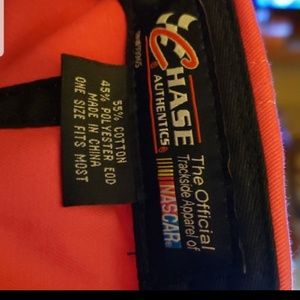 CHASE
AUTHENTICS®
The Official
Trackside Apparel of
NASCAR
55% COTTON
45% POLYESTER EOD
MADE IN CHINA
ONE SIZE FITS MOST